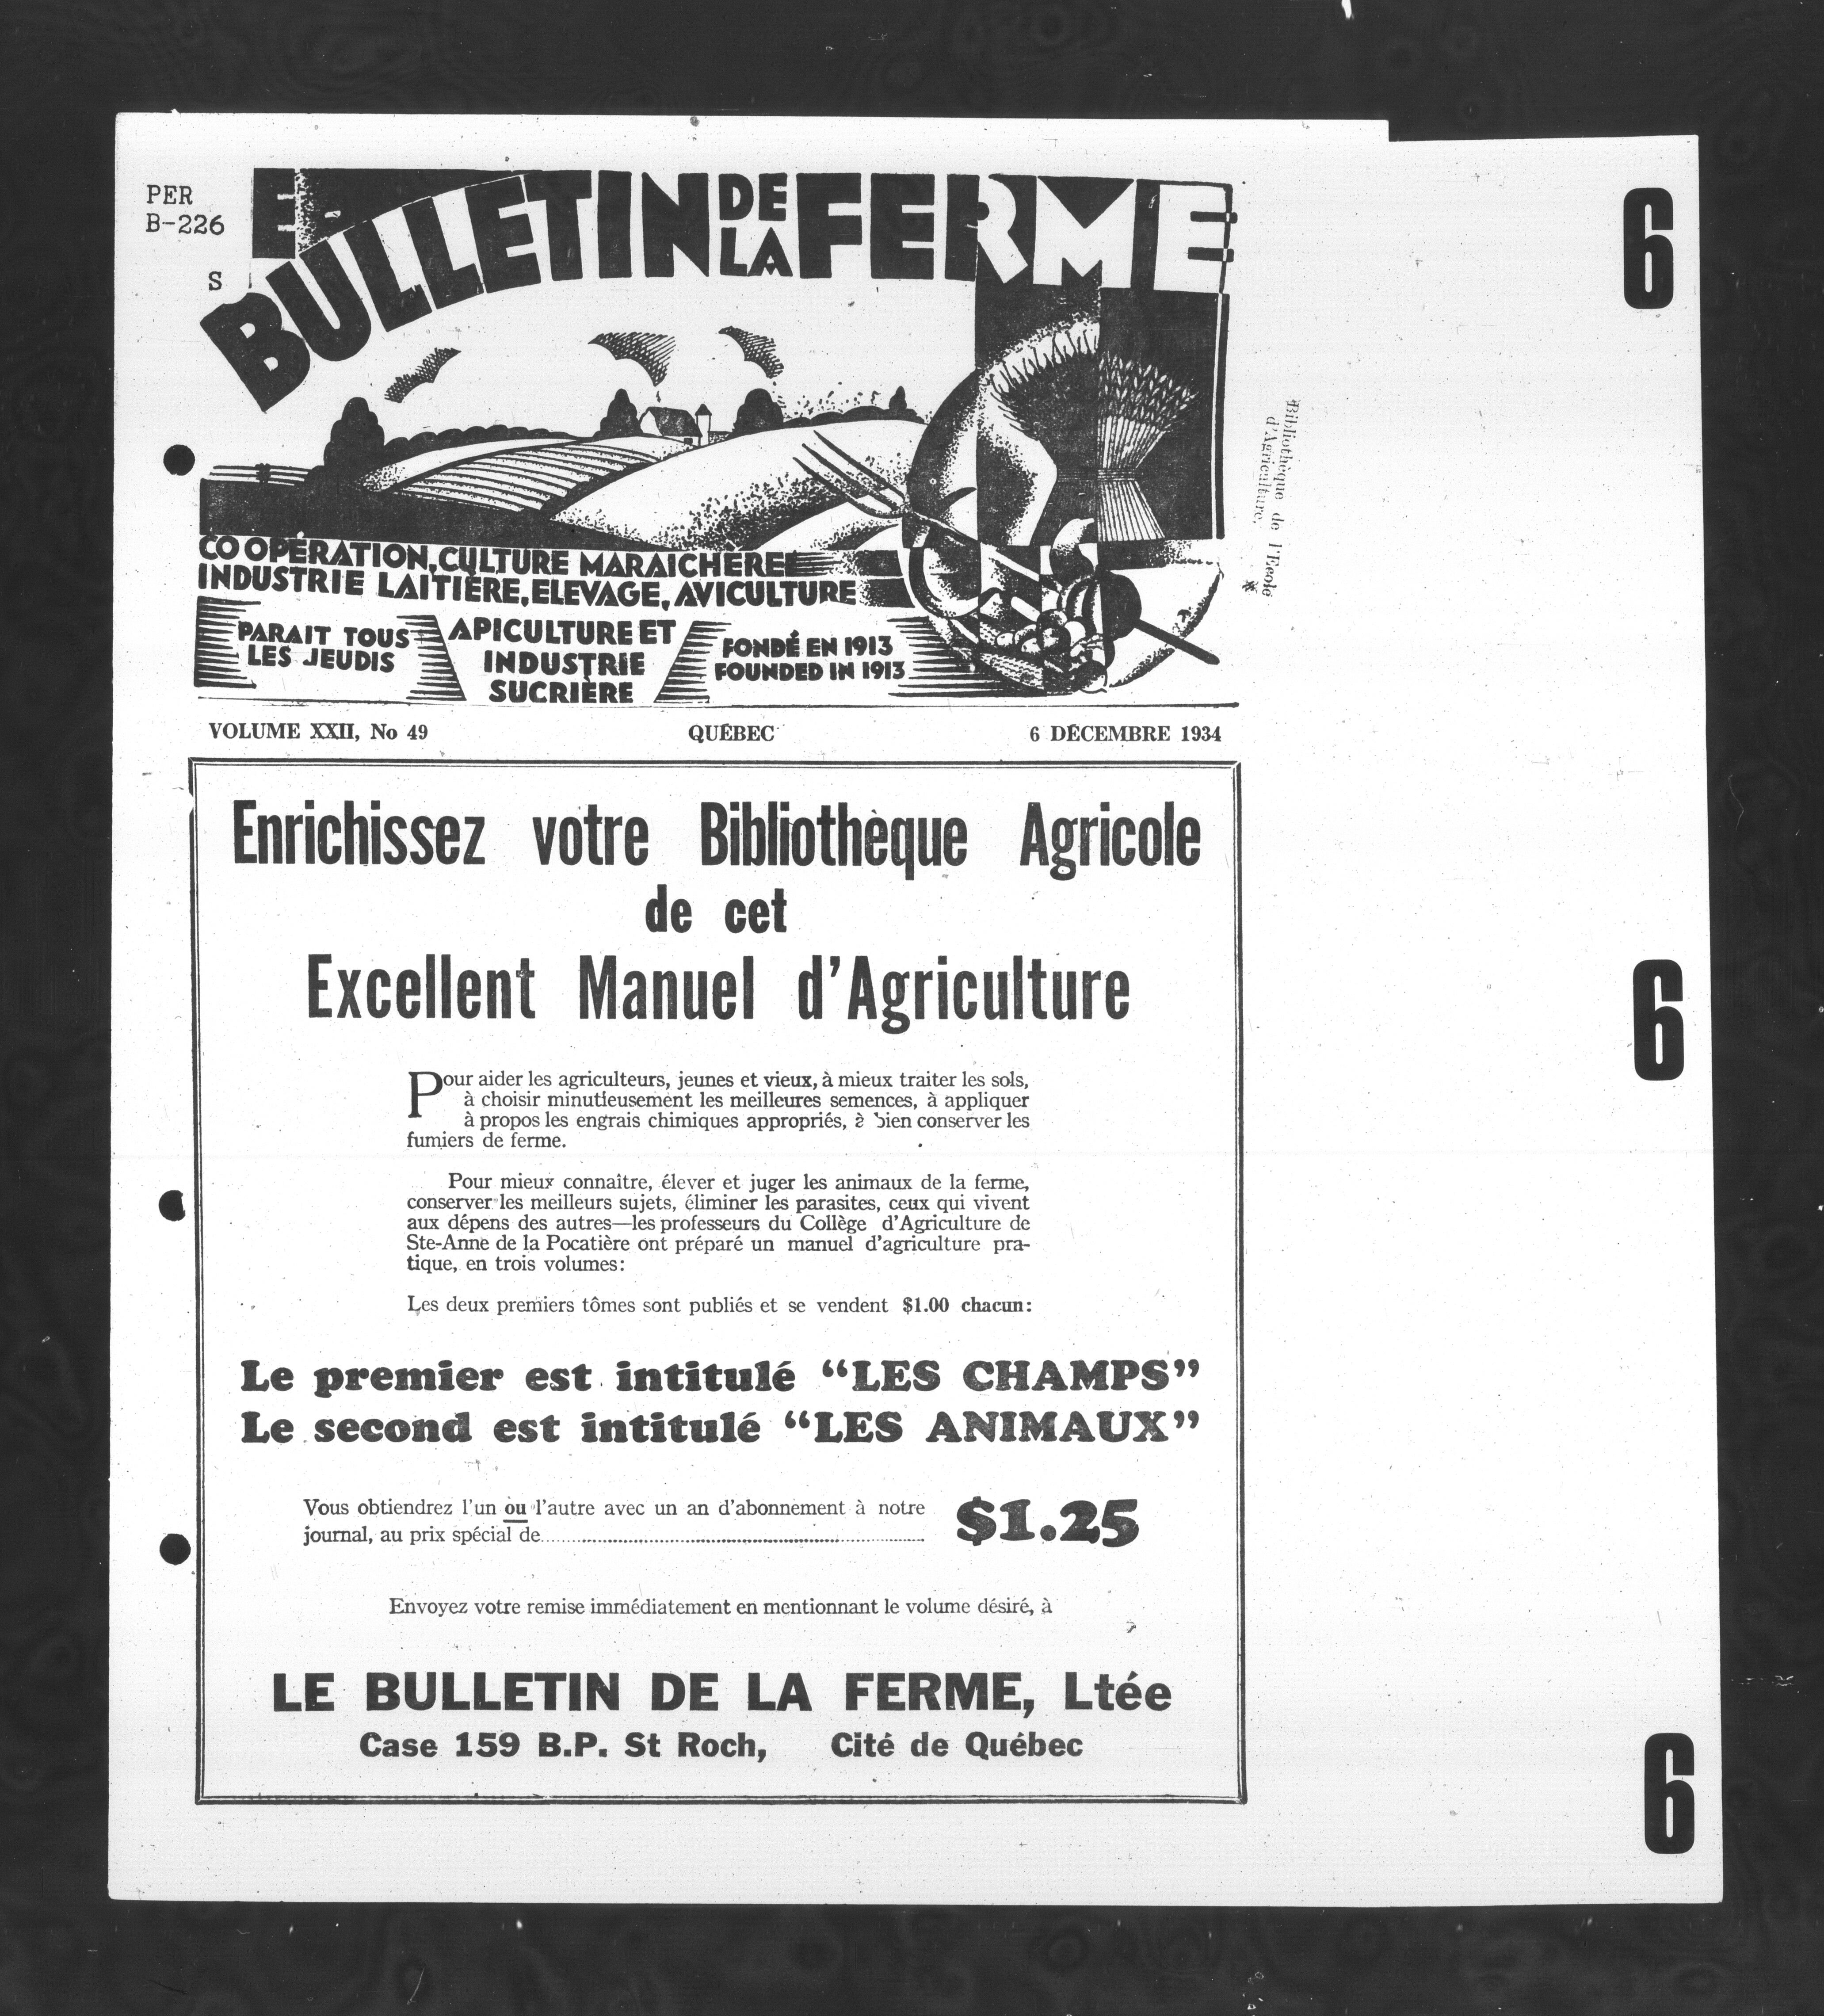 PER
B-226
S
BULLETIN DE LA FERME
COOPÉRATION, CULTURE MARAICHÈRE
INDUSTRIE LAITIÈRE, ELEVAGE, AVICULTURE
PARAIT TOUS
LES JEUDIS
APICULTURE ET
INDUSTRIE
SUCRIÈRE
FONDÉ EN 1913
FOUNDED IN 1913
Bibliothèque de l'Ecole
d'Agriculture,
VOLUME XXII, No 49 QUÉBEC 6 DÉCEMBRE 1934
Enrichissez votre Bibliothèque Agricole
de cet
Excellent Manuel d'Agriculture
Pour aider les agriculteurs, jeunes et vieux, à mieux traiter les sols,
à choisir minutieusement les meilleures semences, à appliquer
à propos les engrais chimiques appropriés, à bien conserver les
fumiers de ferme.
Pour mieux connaître, élever et juger les animaux de la ferme,
conserver les meilleurs sujets, éliminer les parasites, ceux qui vivent
aux dépens des autres—les professeurs du Collège d'Agriculture de
Ste-Anne de la Pocatière ont préparé un manuel d'agriculture pra-
tique, en trois volumes:
Les deux premiers tômes sont publiés et se vendent $1.00 chacun:
Le premier est intitulé "LES CHAMPS"
Le second est intitulé "LES ANIMAUX"
Vous obtiendrez l'un ou l'autre avec un an d'abonnement à notre
journal, au prix spécial de........ $1.25
Envoyez votre remise immédiatement en mentionnant le volume désiré, à
LE BULLETIN DE LA FERME, Ltée
Case 159 B.P. St Roch, Cité de Québec
6
6
6